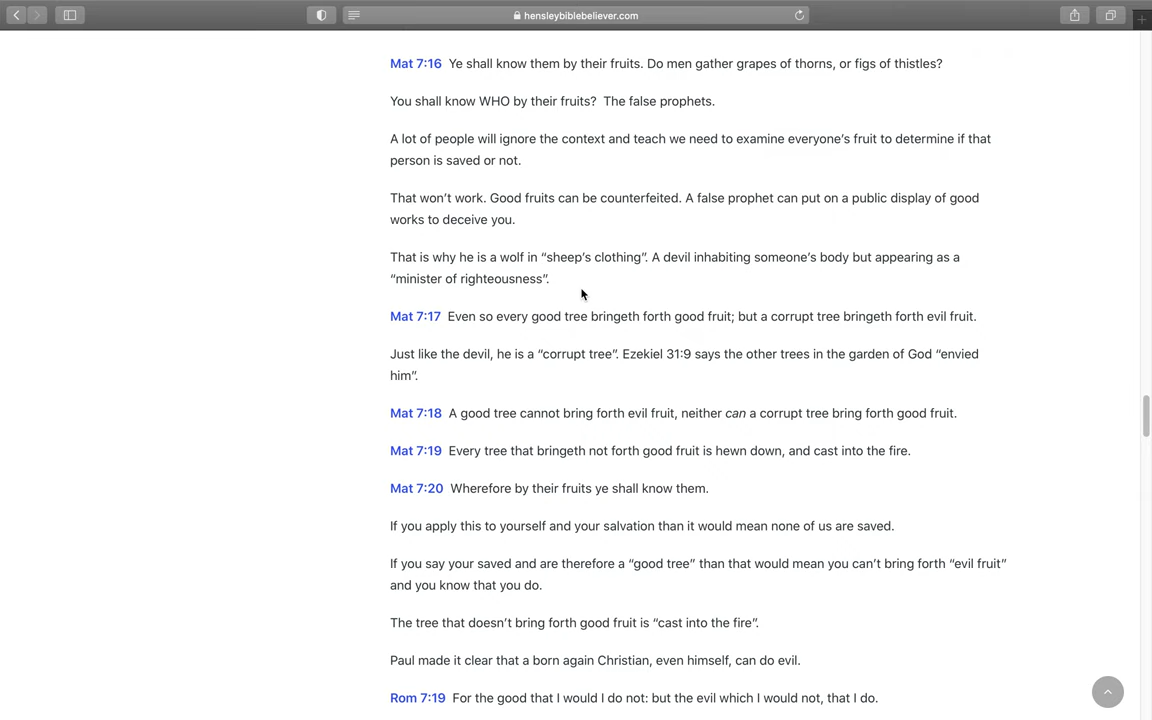 hensleybiblebeliever.com
Mat 7:16 Ye shall know them by their fruits. Do men gather grapes of thorns, or figs of thistles?
You shall know WHO by their fruits? The false prophets.
A lot of people will ignore the context and teach we need to examine everyone’s fruit to determine if that
person is saved or not.
That won’t work. Good fruits can be counterfeited. A false prophet can put on a public display of good
works to deceive you.
That is why he is a wolf in “sheep’s clothing”. A devil inhabiting someone’s body but appearing as a
“minister of righteousness”.
Mat 7:17 Even so every good tree bringeth forth good fruit; but a corrupt tree bringeth forth evil fruit.
Just like the devil, he is a “corrupt tree”. Ezekiel 31:9 says the other trees in the garden of God “envied
him”.
Mat 7:18 A good tree cannot bring forth evil fruit, neither can a corrupt tree bring forth good fruit.
Mat 7:19 Every tree that bringeth not forth good fruit is hewn down, and cast into the fire.
Mat 7:20 Wherefore by their fruits ye shall know them.
If you apply this to yourself and your salvation than it would mean none of us are saved.
If you say your saved and are therefore a “good tree” than that would mean you can’t bring forth “evil fruit”
and you know that you do.
The tree that doesn’t bring forth good fruit is “cast into the fire”.
Paul made it clear that a born again Christian, even himself, can do evil.
Rom 7:19 For the good that I would I do not: but the evil which I would not, that I do.